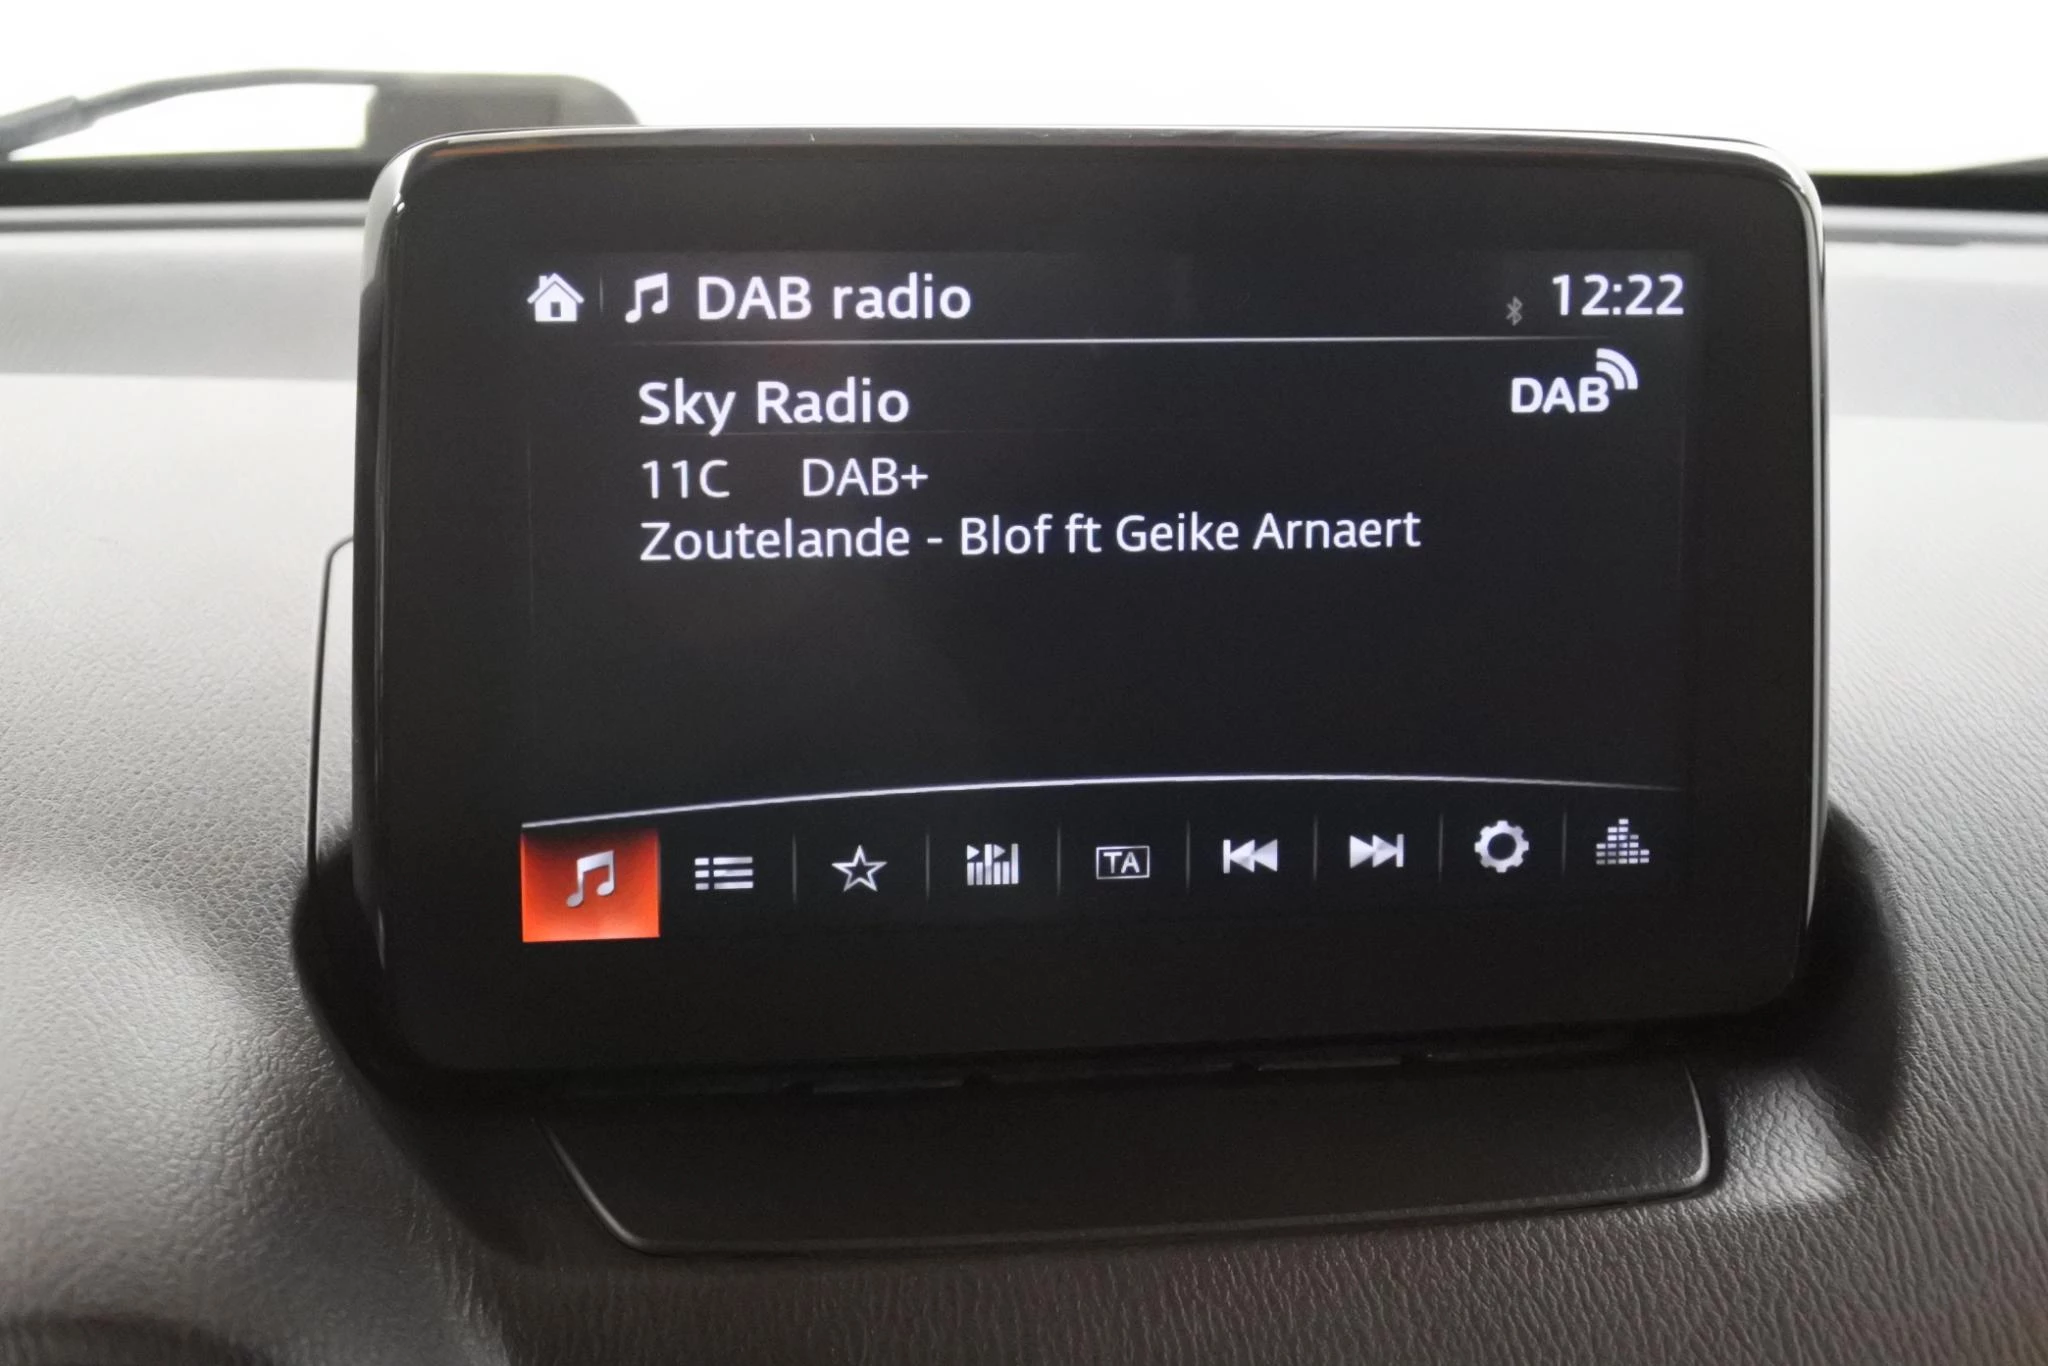 DAB radio 12:22
Sky Radio DAB
11C DAB+
Zoutelande - Blof ft Geike Arnaert
TA